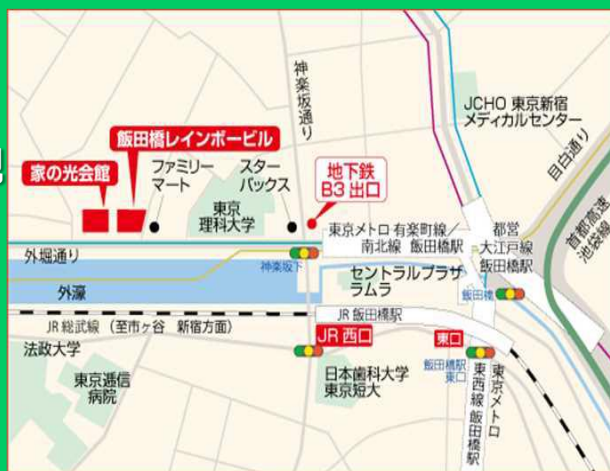 神楽坂通り
JCHO 東京新宿
メディカルセンター
目白通り
首都高速
池袋線
飯田橋レインボービル
家の光会館
ファミリー
マート
スター
バックス
地下鉄
B3 出口
東京
理科大学
東京メトロ 有楽町線／
南北線 飯田橋駅
都営
大江戸線
飯田橋駅
外堀通り
神楽坂下
セントラルプラザ
ラムラ
飯田橋
外濠
JR 飯田橋駅
JR 総武線 （至市ヶ谷 新宿方面）
JR 西口
東口
法政大学
飯田橋駅
東口
東京逓信
病院
日本歯科大学
東京短大
東京メトロ
東西線 飯田橋駅